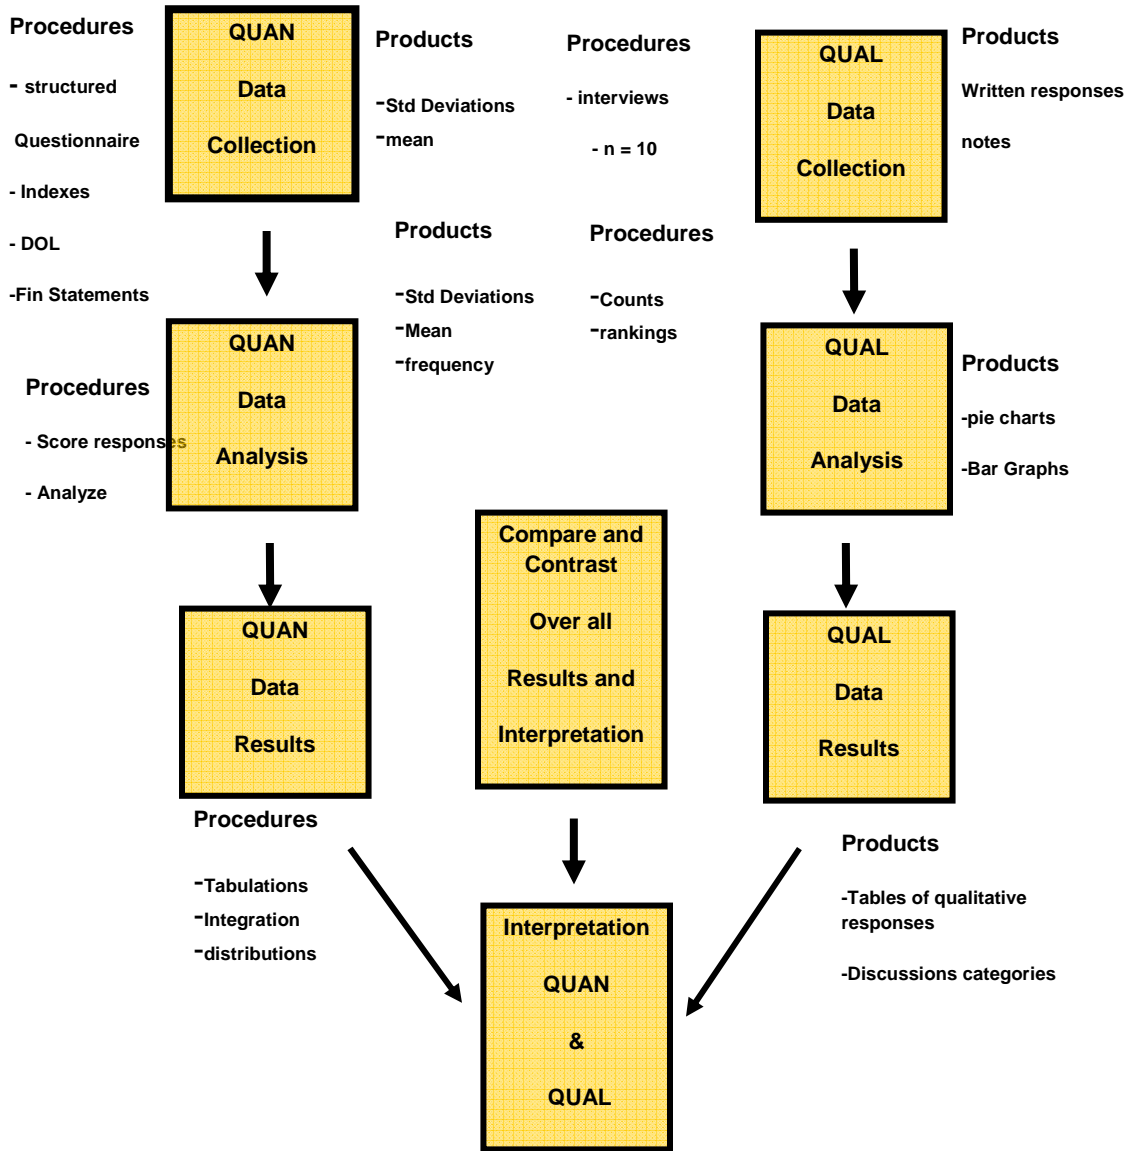 Procedures
- structured
Questionnaire
- Indexes
- DOL
-Fin Statements
QUAN
Data
Collection
Products
-Std Deviations
-mean
Procedures
- interviews
- n = 10
QUAL
Data
Collection
Products
Written responses
notes
Procedures
- Score responses
- Analyze
QUAN
Data
Analysis
Products
-Std Deviations
-Mean
-frequency
Procedures
-Counts
-rankings
QUAL
Data
Analysis
Products
-pie charts
-Bar Graphs
QUAN
Data
Results
Compare and
Contrast
Over all
Results and
Interpretation
QUAL
Data
Results
Procedures
-Tabulations
-Integration
-distributions
Products
-Tables of qualitative
responses
-Discussions categories
Interpretation
QUAN
&
QUAL